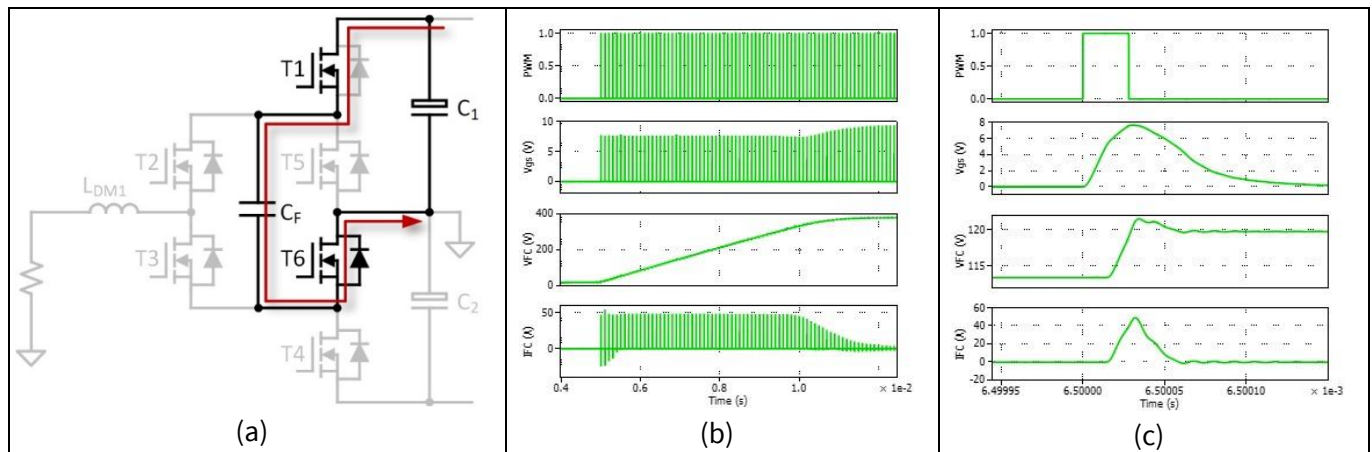 T1
C1
T2
T5
LDM1
CF
T3
T6
C2
T4
(a)
PWM
1.0
0.5
0.0
Vgs (V)
10
5
0
VFC (V)
400
200
0
IFC (A)
50
0
0.4 0.6 0.8 1.0 × 1e-2
Time (s)
(b)
PWM
1.0
0.5
0.0
Vgs (V)
8
6
4
2
0
VFC (V)
120
115
IFC (A)
60
40
20
0
-20
6.49995 6.50000 6.50005 6.50010 × 1e-3
Time (s)
(c)